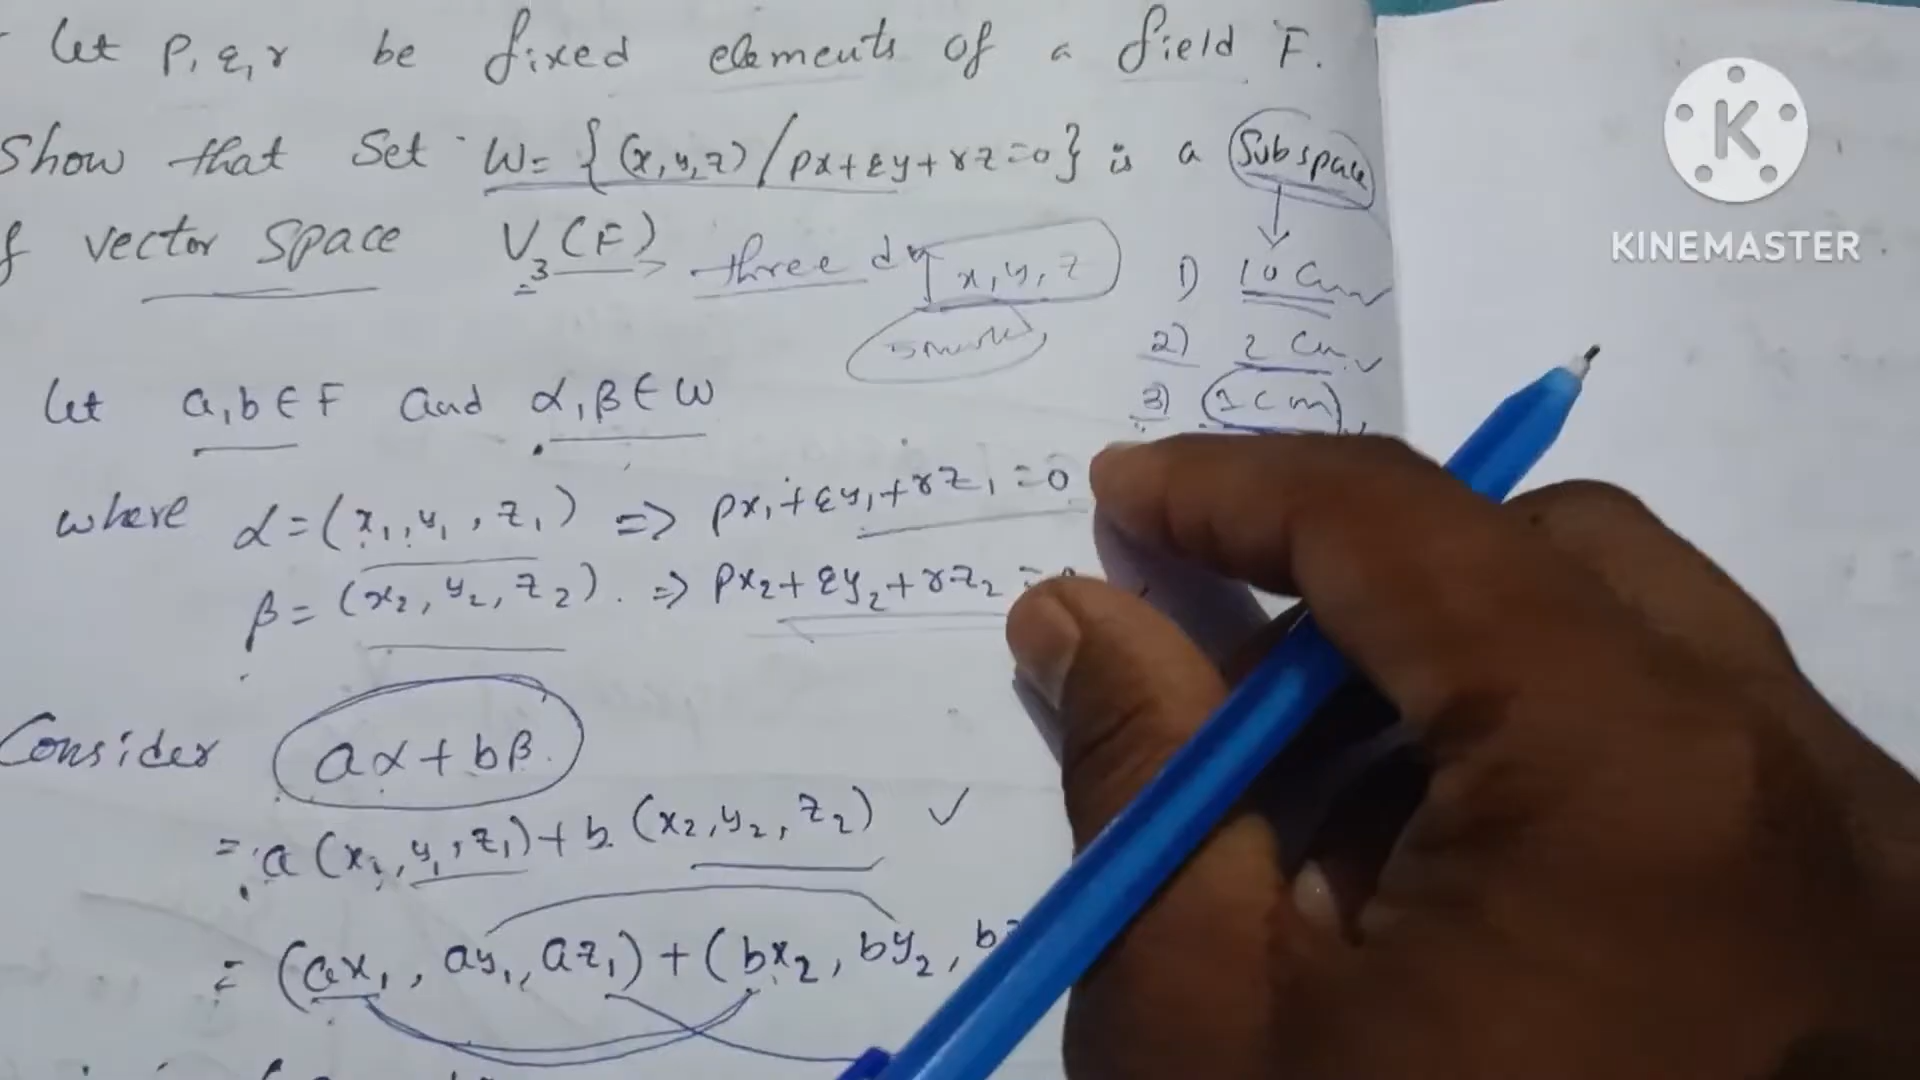 Let p, q, r be fixed elements of a field F.
Show that Set W = { (x, y, z) / px + qy + rz = 0 } is a Subspace
f vector space V₃(F) three x, y, z
1) 10 Cm
5 mark
2) 2 Cm
3) 1 Cm
Let a, b ∈ F and α, β ∈ W
where α = (x₁, y₁, z₁) ⇒ px₁ + qy₁ + rz₁ = 0
β = (x₂, y₂, z₂). ⇒ px₂ + qy₂ + rz₂ =
Consider aα + bβ.
= a (x₁, y₁, z₁) + b (x₂, y₂, z₂) ✓
= (ax₁, ay₁, az₁) + (bx₂, by₂, b
K
KINEMASTER